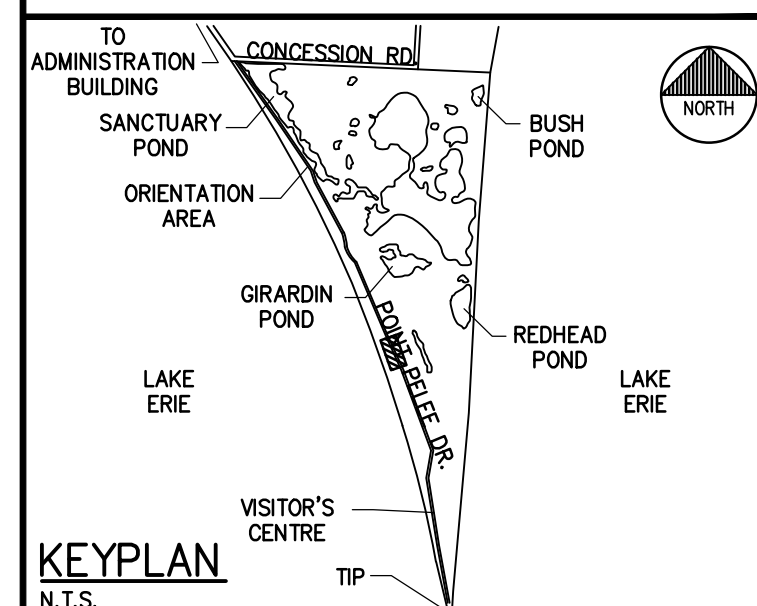 TO
ADMINISTRATION
BUILDING
CONCESSION RD.
NORTH
SANCTUARY
POND
BUSH
POND
ORIENTATION
AREA
GIRARDIN
POND
POINT PELEE DR.
REDHEAD
POND
LAKE
ERIE
LAKE
ERIE
VISITOR'S
CENTRE
KEYPLAN
N.T.S.
TIP